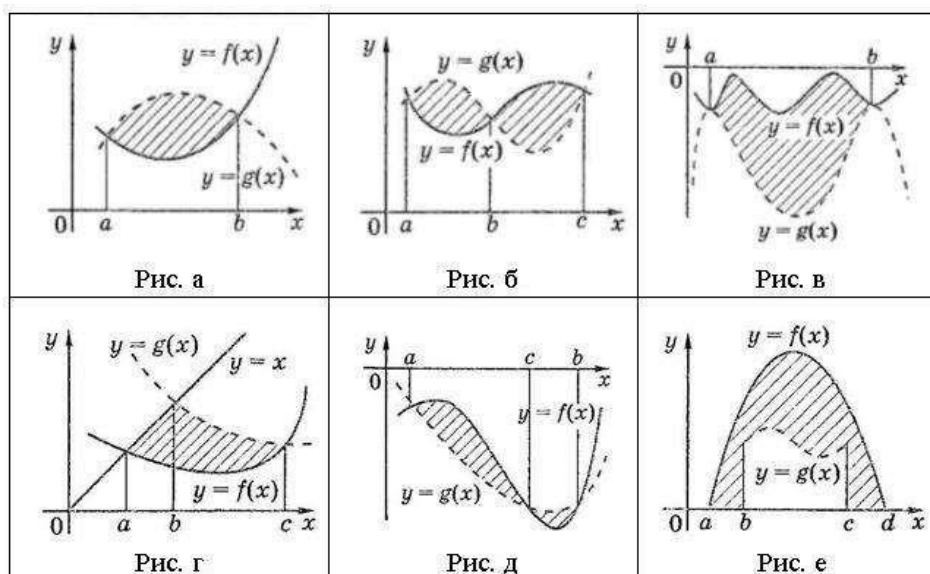 y
y = f(x)
y = g(x)
0
a
b
x
Рис. а
y
y = g(x)
y = f(x)
0
a
b
c
x
Рис. б
y
a
b
0
x
y = f(x)
y = g(x)
Рис. в
y
y = g(x)
y = x
y = f(x)
0
a
b
c
x
Рис. г
y
a
c
b
0
x
y = f(x)
y = g(x)
Рис. д
y
y = f(x)
y = g(x)
0
a
b
c
d
x
Рис. е